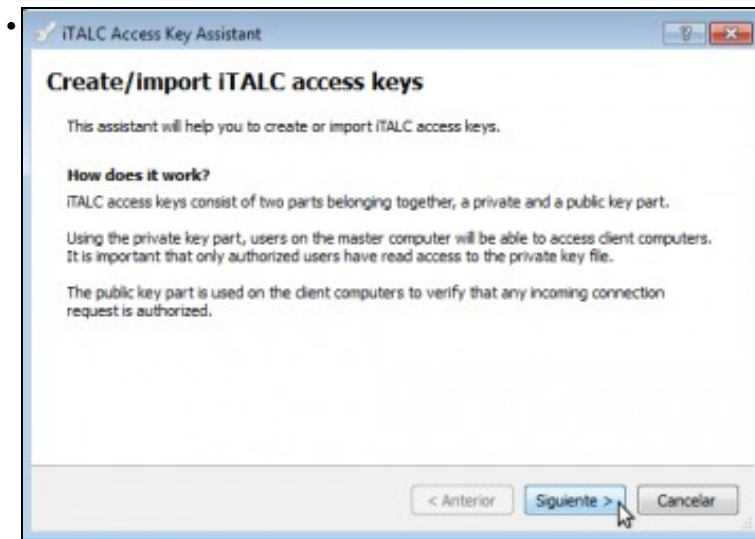 iTALC Access Key Assistant
Create/import iTALC access keys
This assistant will help you to create or import iTALC access keys.
How does it work?
iTALC access keys consist of two parts belonging together, a private and a public key part.
Using the private key part, users on the master computer will be able to access client computers.
It is important that only authorized users have read access to the private key file.
The public key part is used on the client computers to verify that any incoming connection
request is authorized.
< Anterior Siguiente > Cancelar